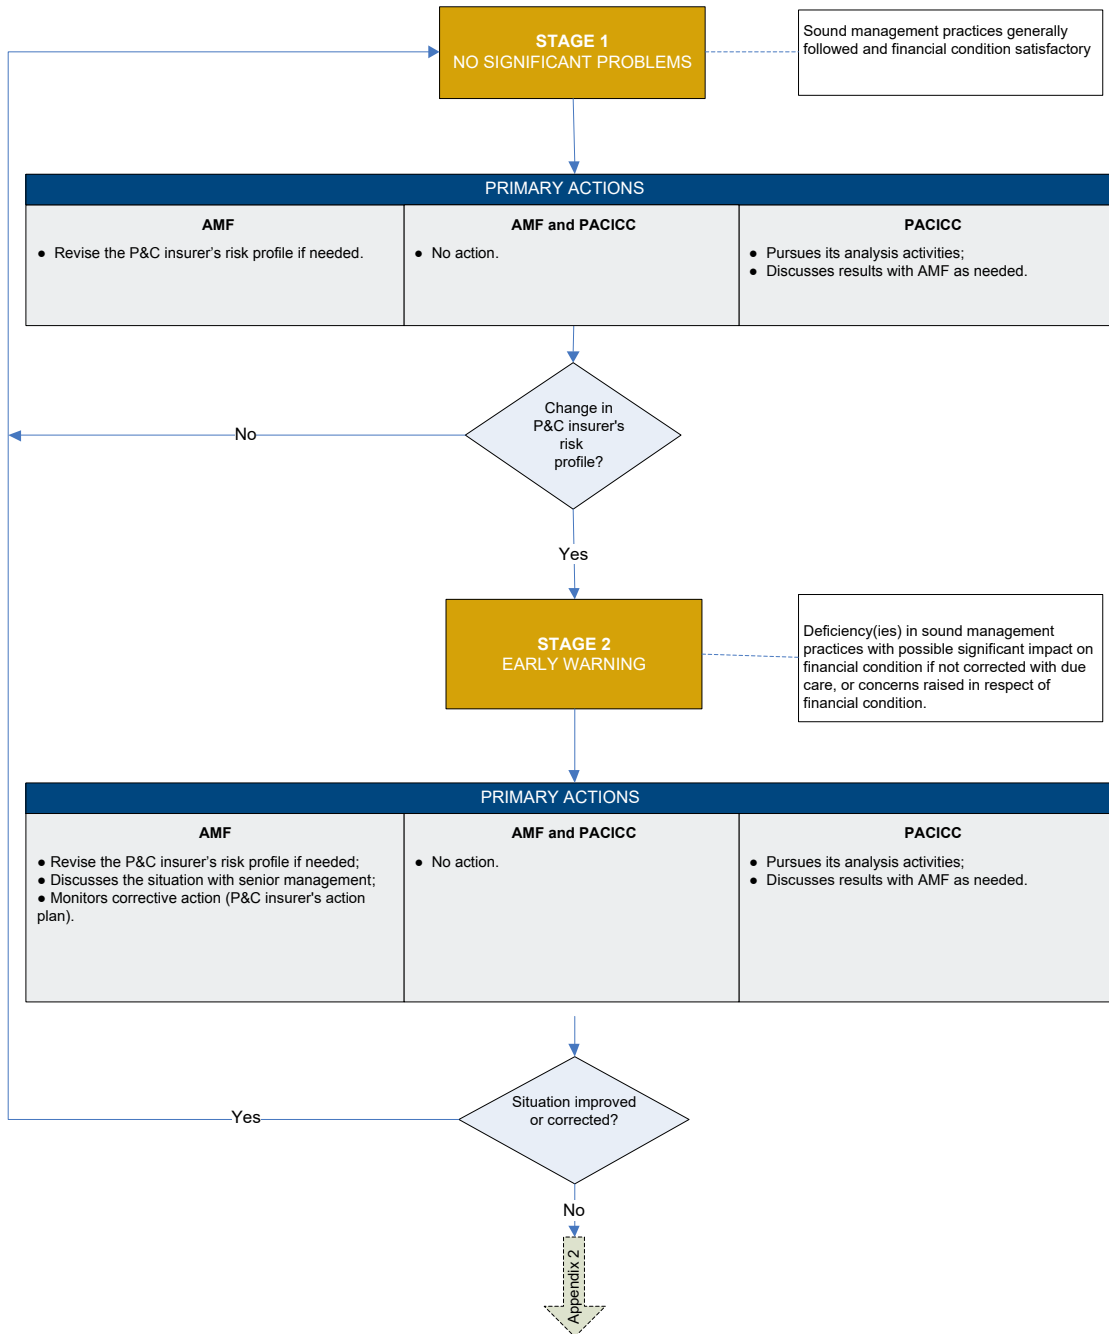 STAGE 1
NO SIGNIFICANT PROBLEMS
Sound management practices generally
followed and financial condition satisfactory
PRIMARY ACTIONS
AMF
● Revise the P&C insurer's risk profile if needed.
AMF and PACICC
● No action.
PACICC
● Pursues its analysis activities;
● Discusses results with AMF as needed.
Change in
P&C insurer's
risk
profile?
No
Yes
STAGE 2
EARLY WARNING
Deficiency(ies) in sound management
practices with possible significant impact on
financial condition if not corrected with due
care, or concerns raised in respect of
financial condition.
PRIMARY ACTIONS
AMF
● Revise the P&C insurer's risk profile if needed;
● Discusses the situation with senior management;
● Monitors corrective action (P&C insurer's action
plan).
AMF and PACICC
● No action.
PACICC
● Pursues its analysis activities;
● Discusses results with AMF as needed.
Situation improved
or corrected?
Yes
No
Appendix 2